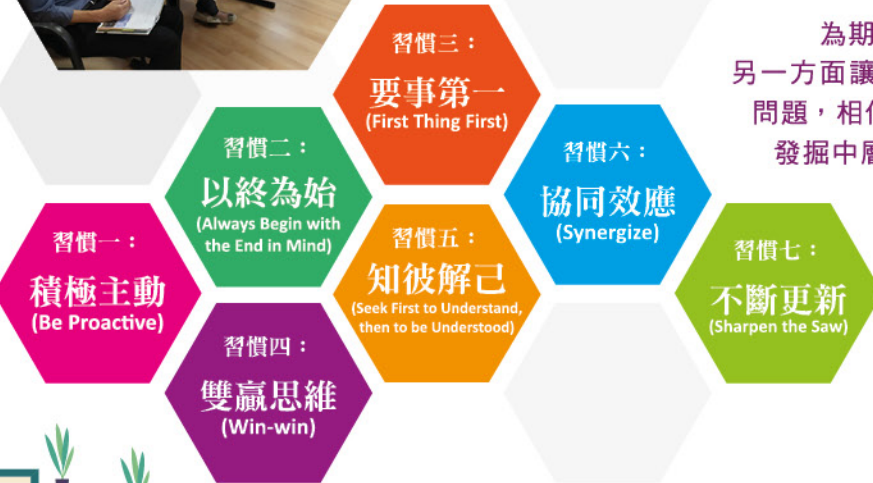 習慣一：
積極主動
(Be Proactive)
習慣二：
以終為始
(Always Begin with
the End in Mind)
習慣三：
要事第一
(First Thing First)
習慣四：
雙贏思維
(Win-win)
習慣五：
知彼解己
(Seek First to Understand,
then to be Understood)
習慣六：
協同效應
(Synergize)
習慣七：
不斷更新
(Sharpen the Saw)
為期
另一方面讓
問題，相
發掘中層